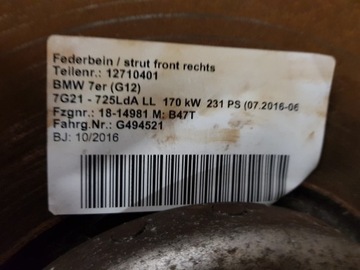 Federbein / strut front rechts
Teilenr.: 12710401
BMW 7er (G12)
7G21 - 725LdA LL 170 kW 231 PS (07.2016-06
Fzgnr.: 18-14981 M: B47T
Fahrg.Nr.: G494521
BJ: 10/2016